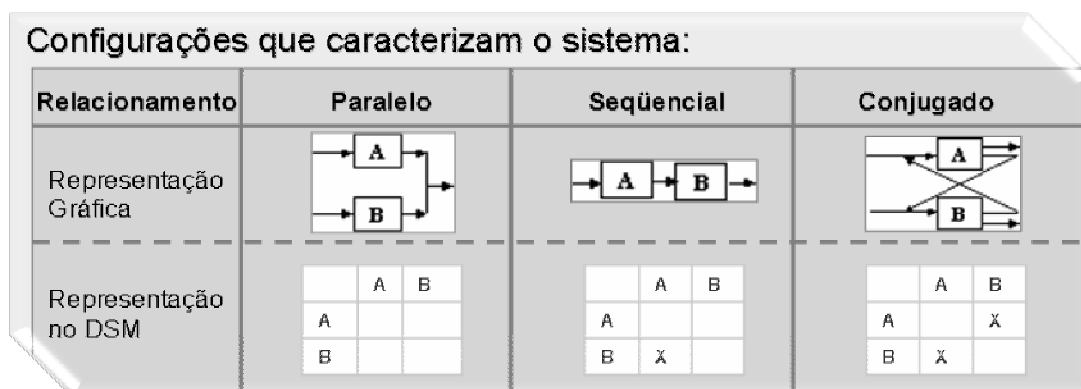 Configurações que caracterizam o sistema:
Relacionamento Paralelo Seqüencial Conjugado
Representação
Gráfica
A
B
A B
A
B
Representação
no DSM
A B
A
B
A B
A
B X
A B
A X
B X